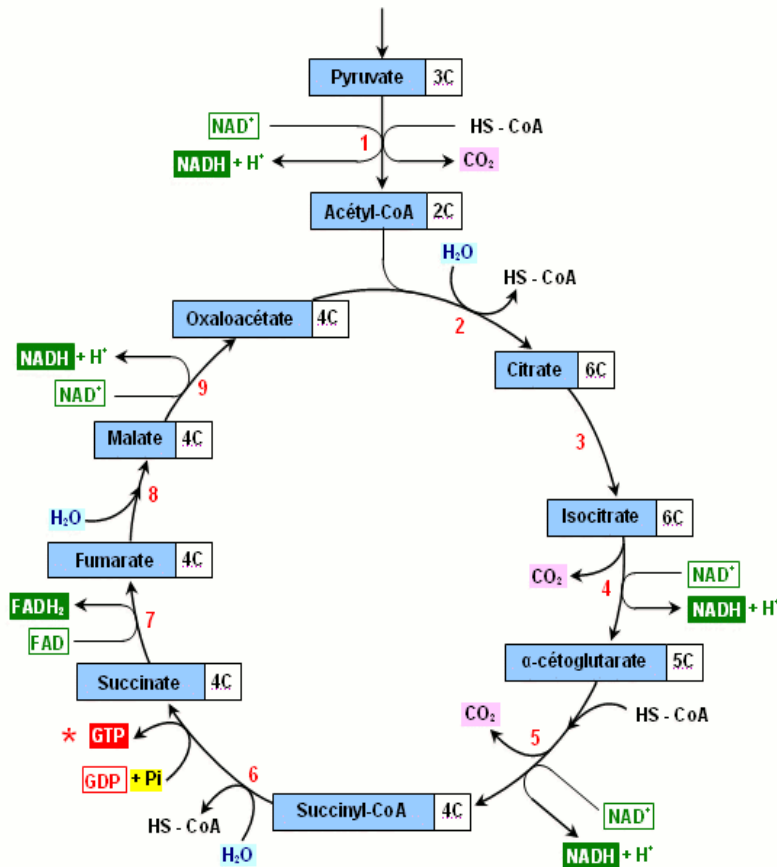 Pyruvate 3C
NAD⁺ HS - CoA
1
NADH + H⁺ CO₂
Acétyl-CoA 2C
H₂O
HS - CoA
Oxaloacétate 4C
2
NADH + H⁺
Citrate 6C
NAD⁺ 9
Malate 4C
3
8
H₂O
Isocitrate 6C
Fumarate 4C
CO₂ NAD⁺
4
FADH₂ NADH + H⁺
7
FAD
α-cétoglutarate 5C
Succinate 4C
CO₂ HS - CoA
* GTP
5
GDP + Pi 6
Succinyl-CoA 4C
NAD⁺
HS - CoA
H₂O NADH + H⁺